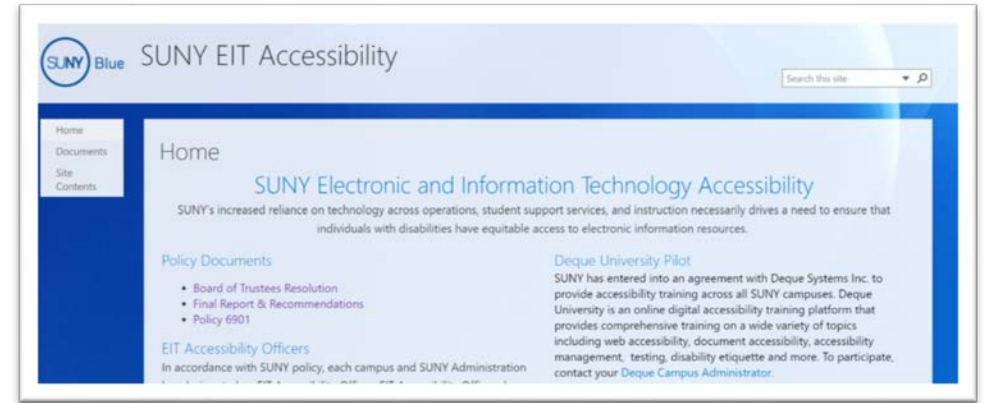 SUNY Blue
SUNY EIT Accessibility
Search this site
Home
Documents
Site
Contents
Home
SUNY Electronic and Information Technology Accessibility
SUNY's increased reliance on technology across operations, student support services, and instruction necessarily drives a need to ensure that
individuals with disabilities have equitable access to electronic information resources.
Policy Documents
• Board of Trustees Resolution
• Final Report & Recommendations
• Policy 6901
EIT Accessibility Officers
In accordance with SUNY policy, each campus and SUNY Administration
Deque University Pilot
SUNY has entered into an agreement with Deque Systems Inc. to
provide accessibility training across all SUNY campuses. Deque
University is an online digital accessibility training platform that
provides comprehensive training on a wide variety of topics
including web accessibility, document accessibility, accessibility
management, testing, disability etiquette and more. To participate,
contact your Deque Campus Administrator.